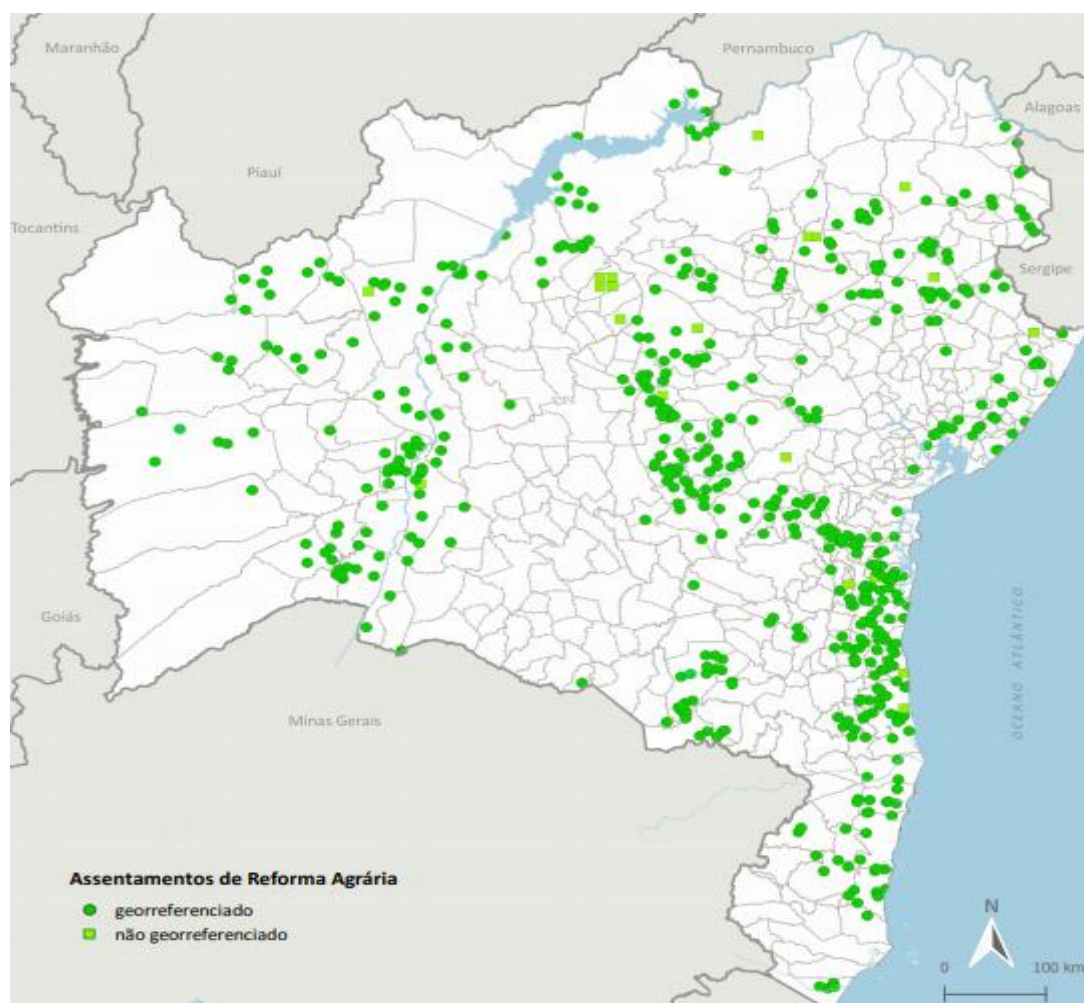 Maranhão
Pernambuco
Alagoas
Piauí
Tocantins
Sergipe
Goiás
OCEANO ATLÂNTICO
Minas Gerais
Assentamentos de Reforma Agrária
georreferenciado
não georreferenciado
N
0 100 km